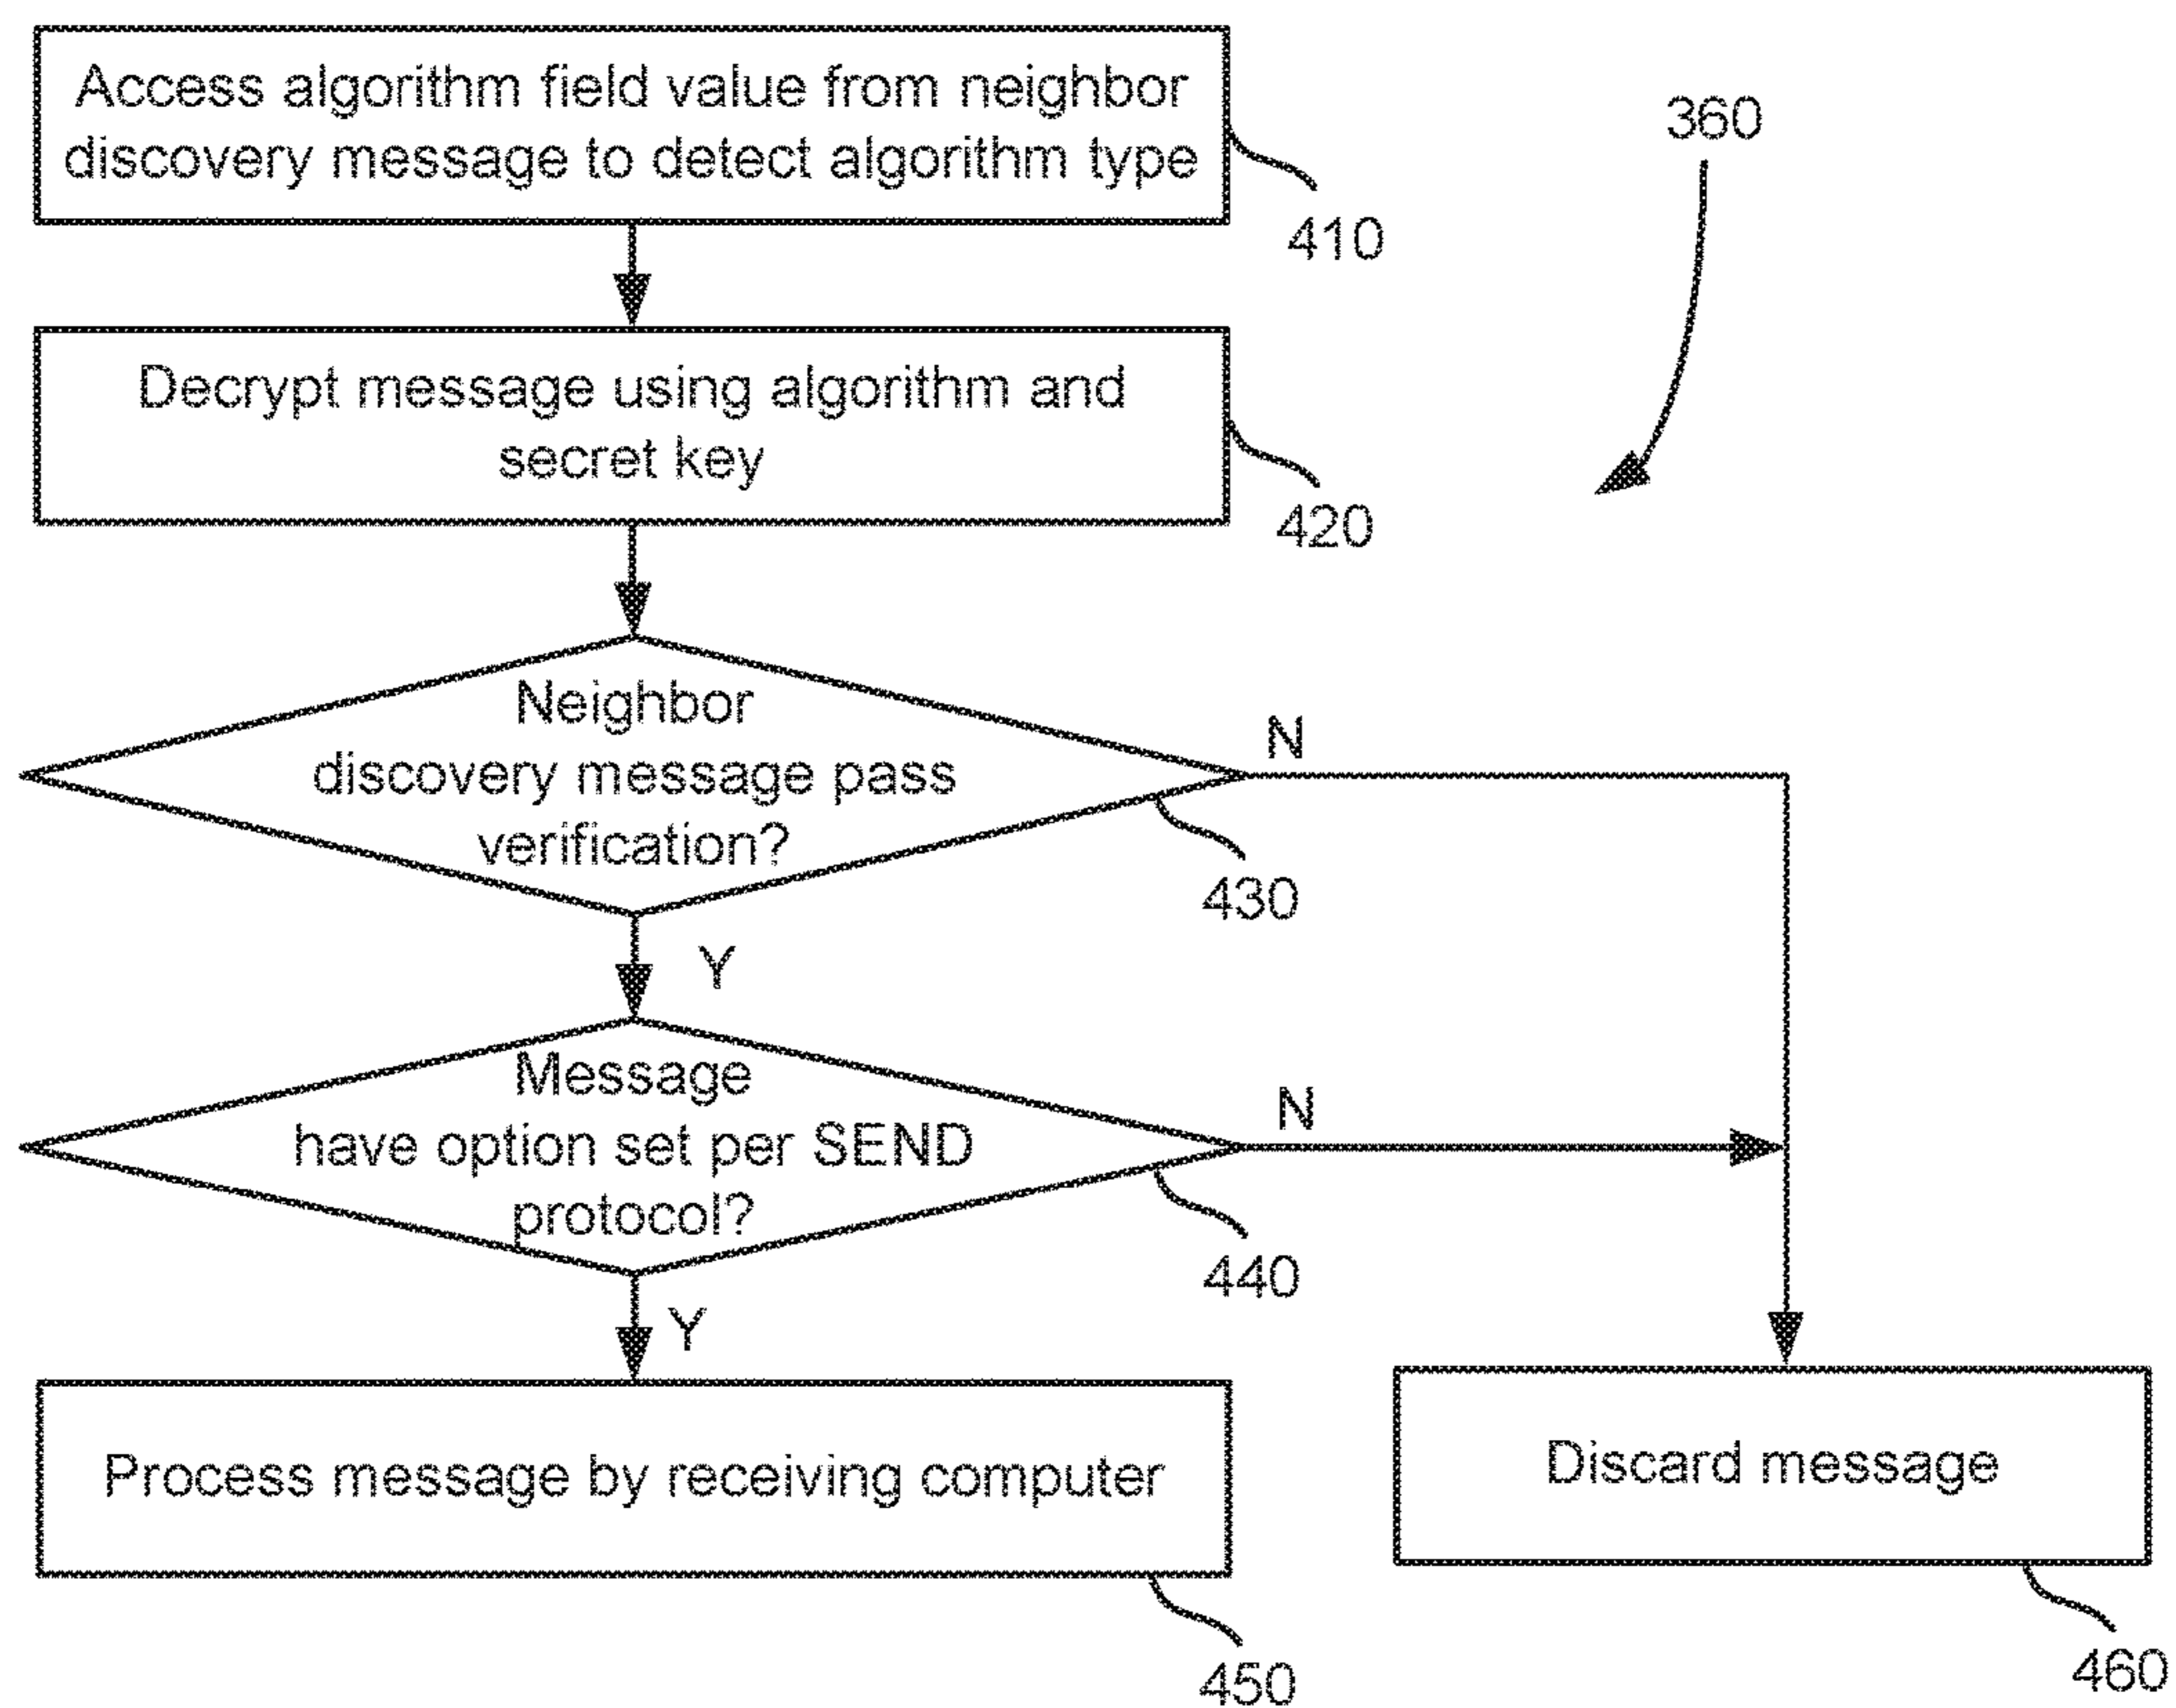 Access algorithm field value from neighbor
discovery message to detect algorithm type
360
410
Decrypt message using algorithm and
secret key
420
Neighbor
discovery message pass
verification?
N
430
Y
Message
have option set per SEND
protocol?
N
440
Y
Process message by receiving computer
Discard message
450
460